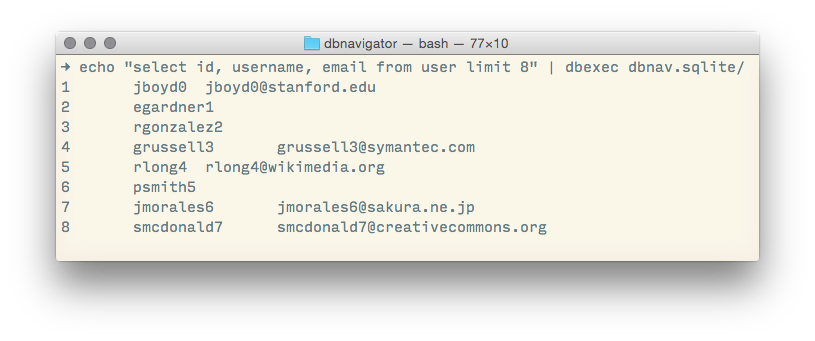 dbnavigator — bash — 77×10
➜ echo "select id, username, email from user limit 8" | dbexec dbnav.sqlite/
1 jboyd0 jboyd0@stanford.edu
2 egardner1
3 rgonzalez2
4 grussell3 grussell3@symantec.com
5 rlong4 rlong4@wikimedia.org
6 psmith5
7 jmorales6 jmorales6@sakura.ne.jp
8 smcdonald7 smcdonald7@creativecommons.org